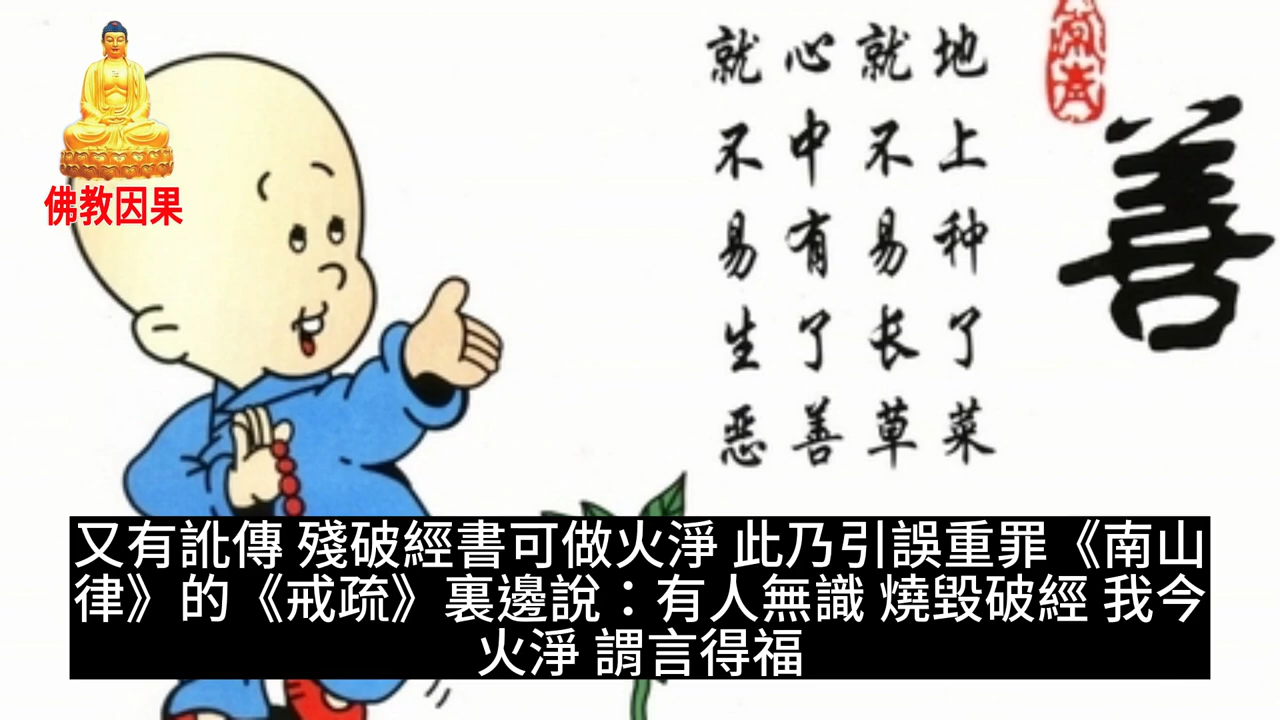 善
地上种了菜
就不易长草
心中有了善
就不易生恶
佛教因果
又有訛傳 殘破經書可做火淨 此乃引誤重罪《南山
律》的《戒疏》裏邊說：有人無識 燒毀破經 我今
火淨 謂言得福